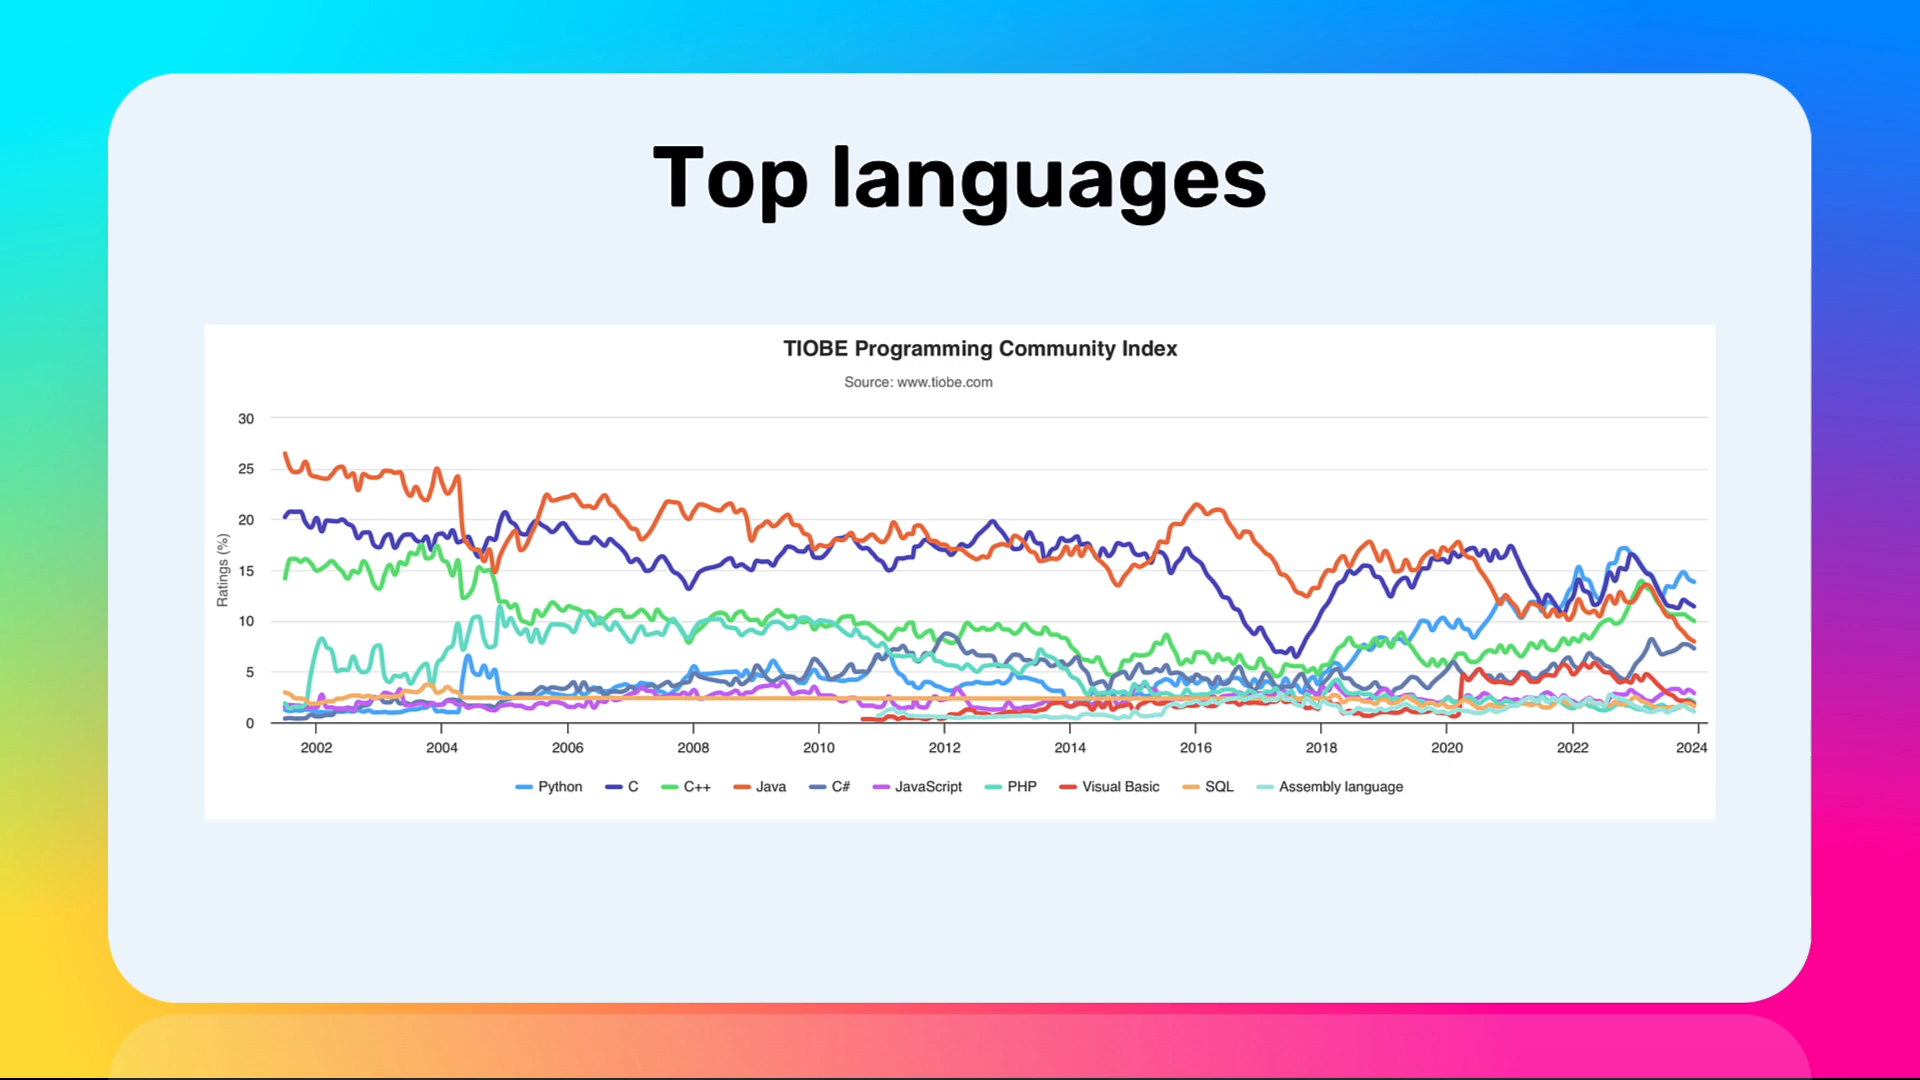 Top languages
TIOBE Programming Community Index
Source: www.tiobe.com
Ratings (%)
30
25
20
15
10
5
0
2002 2004 2006 2008 2010 2012 2014 2016 2018 2020 2022 2024
Python C C++ Java C# JavaScript PHP Visual Basic SQL Assembly language